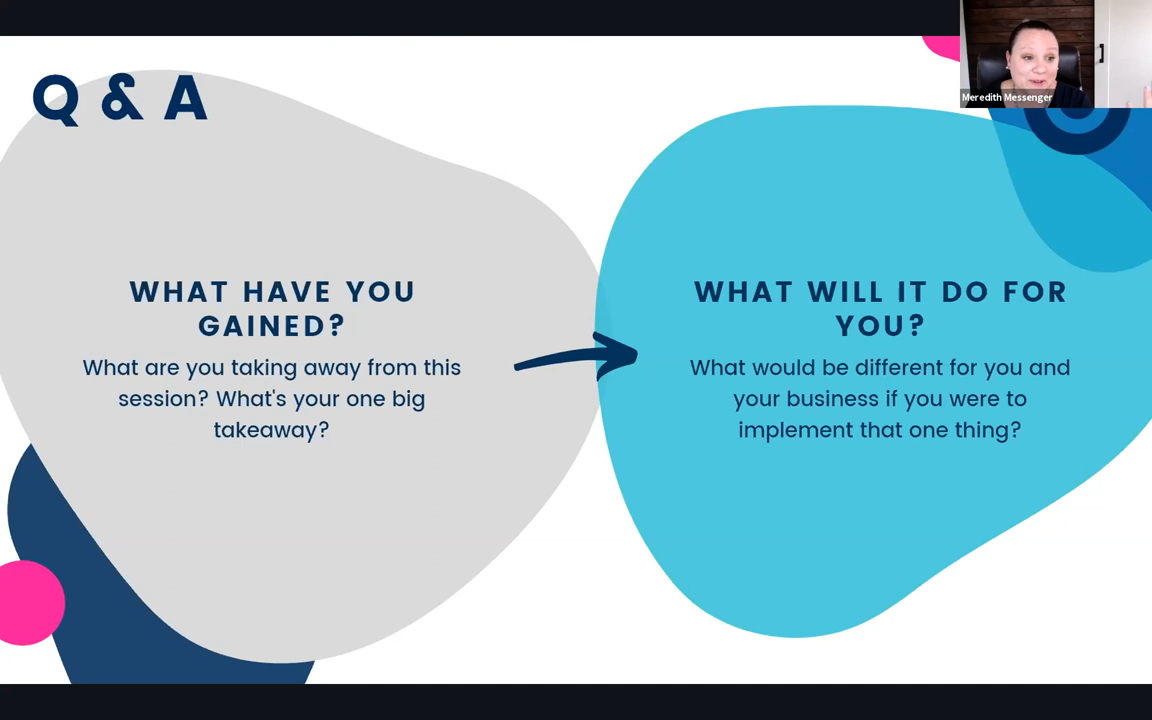 Q & A
WHAT HAVE YOU
GAINED?
What are you taking away from this
session? What's your one big
takeaway?
WHAT WILL IT DO FOR
YOU?
What would be different for you and
your business if you were to
implement that one thing?
Meredith Messenger